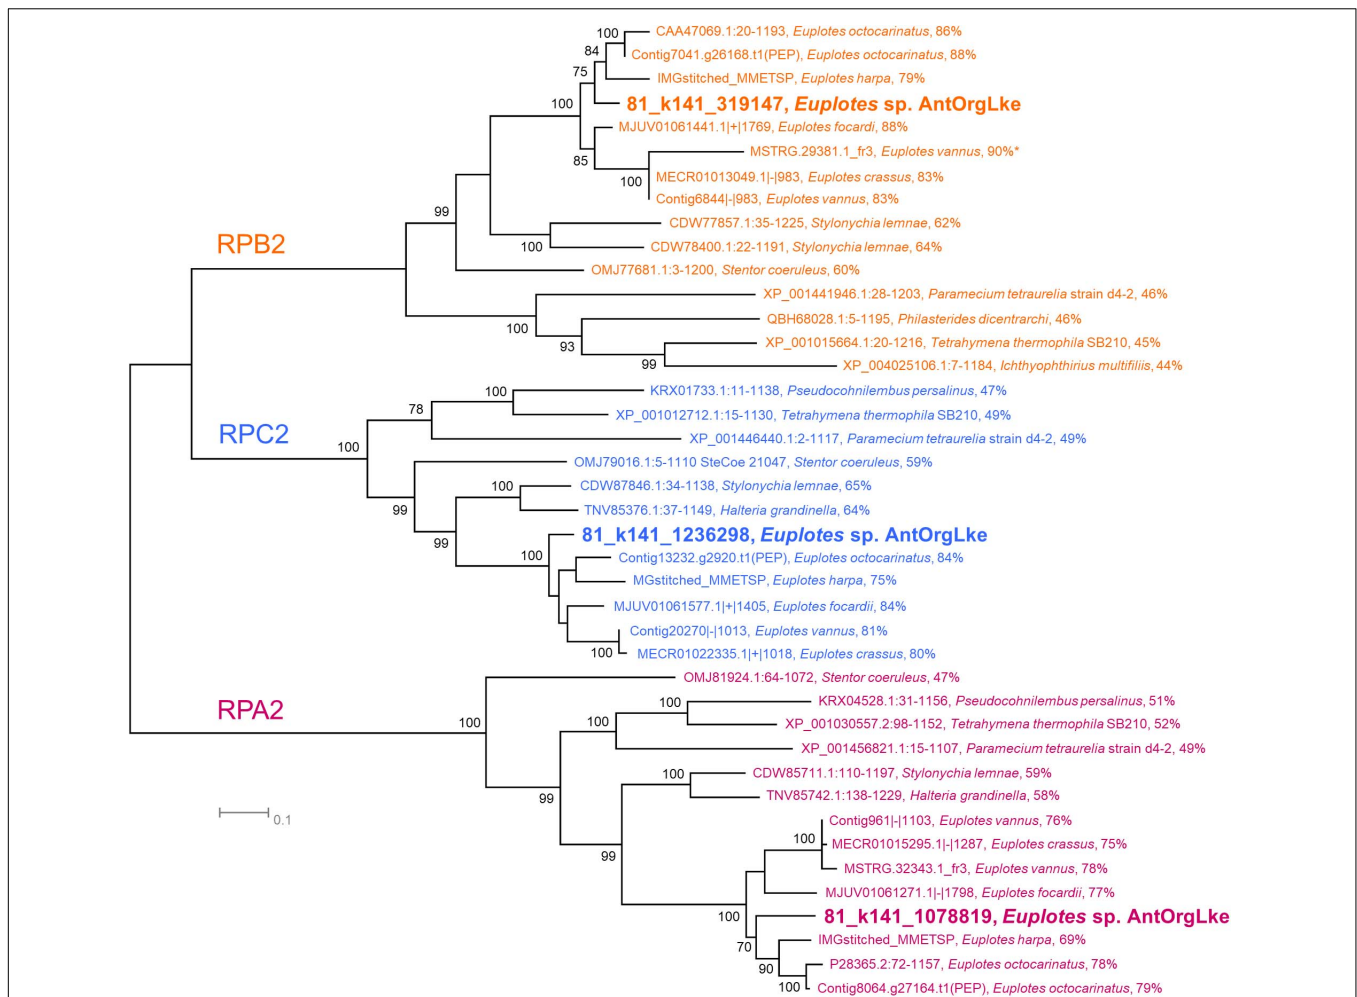 100
CAA47069.1:20-1193, Euplotes octocarinatus, 86%
84
Contig7041.g26168.t1(PEP), Euplotes octocarinatus, 88%
75
IMGstitched_MMETSP, Euplotes harpa, 79%
100
81_k141_319147, Euplotes sp. AntOrgLke
MJUV01061441.1|+|1769, Euplotes focardi, 88%
85
MSTRG.29381.1_fr3, Euplotes vannus, 90%*
100
MECR01013049.1|-|983, Euplotes crassus, 83%
Contig6844|-|983, Euplotes vannus, 83%
99
CDW77857.1:35-1225, Stylonychia lemnae, 62%
RPB2
100
CDW78400.1:22-1191, Stylonychia lemnae, 64%
OMJ77681.1:3-1200, Stentor coeruleus, 60%
XP_001441946.1:28-1203, Paramecium tetraurelia strain d4-2, 46%
100
QBH68028.1:5-1195, Philasterides dicentrarchi, 46%
93
XP_001015664.1:20-1216, Tetrahymena thermophila SB210, 45%
99
XP_004025106.1:7-1184, Ichthyophthirius multifiliis, 44%
100
KRX01733.1:11-1138, Pseudocohnilembus persalinus, 47%
78
XP_001012712.1:15-1130, Tetrahymena thermophila SB210, 49%
RPC2
100
XP_001446440.1:2-1117, Paramecium tetraurelia strain d4-2, 49%
OMJ79016.1:5-1110 SteCoe 21047, Stentor coeruleus, 59%
100
CDW87846.1:34-1138, Stylonychia lemnae, 65%
99
TNV85376.1:37-1149, Halteria grandinella, 64%
99
81_k141_1236298, Euplotes sp. AntOrgLke
100
Contig13232.g2920.t1(PEP), Euplotes octocarinatus, 84%
MGstitched_MMETSP, Euplotes harpa, 75%
MJUV01061577.1|+|1405, Euplotes focardii, 84%
Contig20270|-|1013, Euplotes vannus, 81%
100
MECR01022335.1|+|1018, Euplotes crassus, 80%
OMJ81924.1:64-1072, Stentor coeruleus, 47%
RPA2
100
100
KRX04528.1:31-1156, Pseudocohnilembus persalinus, 51%
100
XP_001030557.2:98-1152, Tetrahymena thermophila SB210, 52%
XP_001456821.1:15-1107, Paramecium tetraurelia strain d4-2, 49%
100
CDW85711.1:110-1197, Stylonychia lemnae, 59%
99
TNV85742.1:138-1229, Halteria grandinella, 58%
0.1
Contig961|-|1103, Euplotes vannus, 76%
100
MECR01015295.1|-|1287, Euplotes crassus, 75%
99
MSTRG.32343.1_fr3, Euplotes vannus, 78%
MJUV01061271.1|-|1798, Euplotes focardii, 77%
100
81_k141_1078819, Euplotes sp. AntOrgLke
70
IMGstitched_MMETSP, Euplotes harpa, 69%
90
P28365.2:72-1157, Euplotes octocarinatus, 78%
100
Contig8064.g27164.t1(PEP), Euplotes octocarinatus, 79%